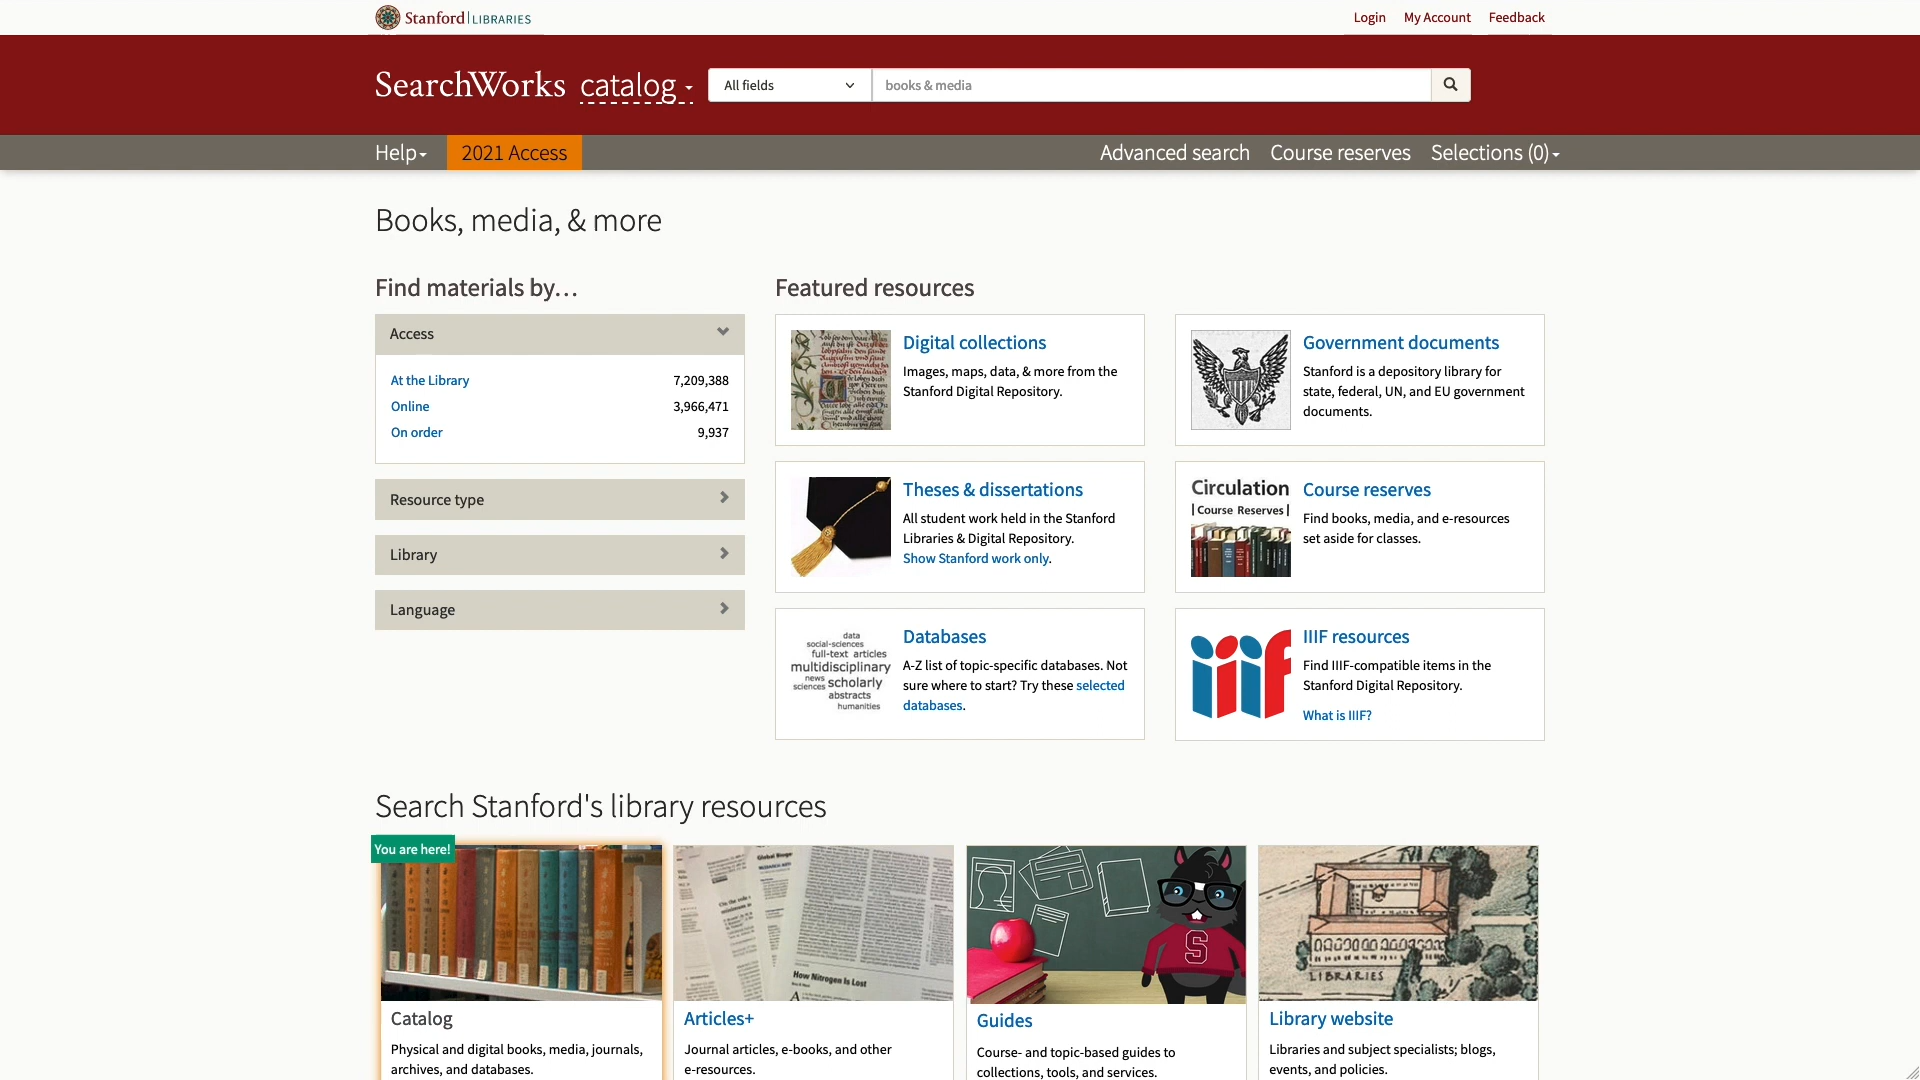 Stanford LIBRARIES
Login
My Account
Feedback
SearchWorks catalog
All fields
books & media
Help
2021 Access
Advanced search
Course reserves
Selections (0)
Books, media, & more
Find materials by…
Access
At the Library 7,209,388
Online 3,966,471
On order 9,937
Resource type
Library
Language
Featured resources
Digital collections
Images, maps, data, & more from the
Stanford Digital Repository.
Government documents
Stanford is a depository library for
state, federal, UN, and EU government
documents.
Theses & dissertations
All student work held in the Stanford
Libraries & Digital Repository.
Show Stanford work only.
Circulation
| Course Reserves |
Course reserves
Find books, media, and e-resources
set aside for classes.
data
social-sciences
full-text articles
multidisciplinary
news
sciences scholarly
abstracts
humanities
Databases
A-Z list of topic-specific databases. Not
sure where to start? Try these selected
databases.
iiif
IIIF resources
Find IIIF-compatible items in the
Stanford Digital Repository.
What is IIIF?
Search Stanford's library resources
You are here!
Catalog
Physical and digital books, media, journals,
archives, and databases.
How Nitrogen Is Lost
Articles+
Journal articles, e-books, and other
e-resources.
S
Guides
Course- and topic-based guides to
collections, tools, and services.
LIBRARIES
Library website
Libraries and subject specialists; blogs,
events, and policies.